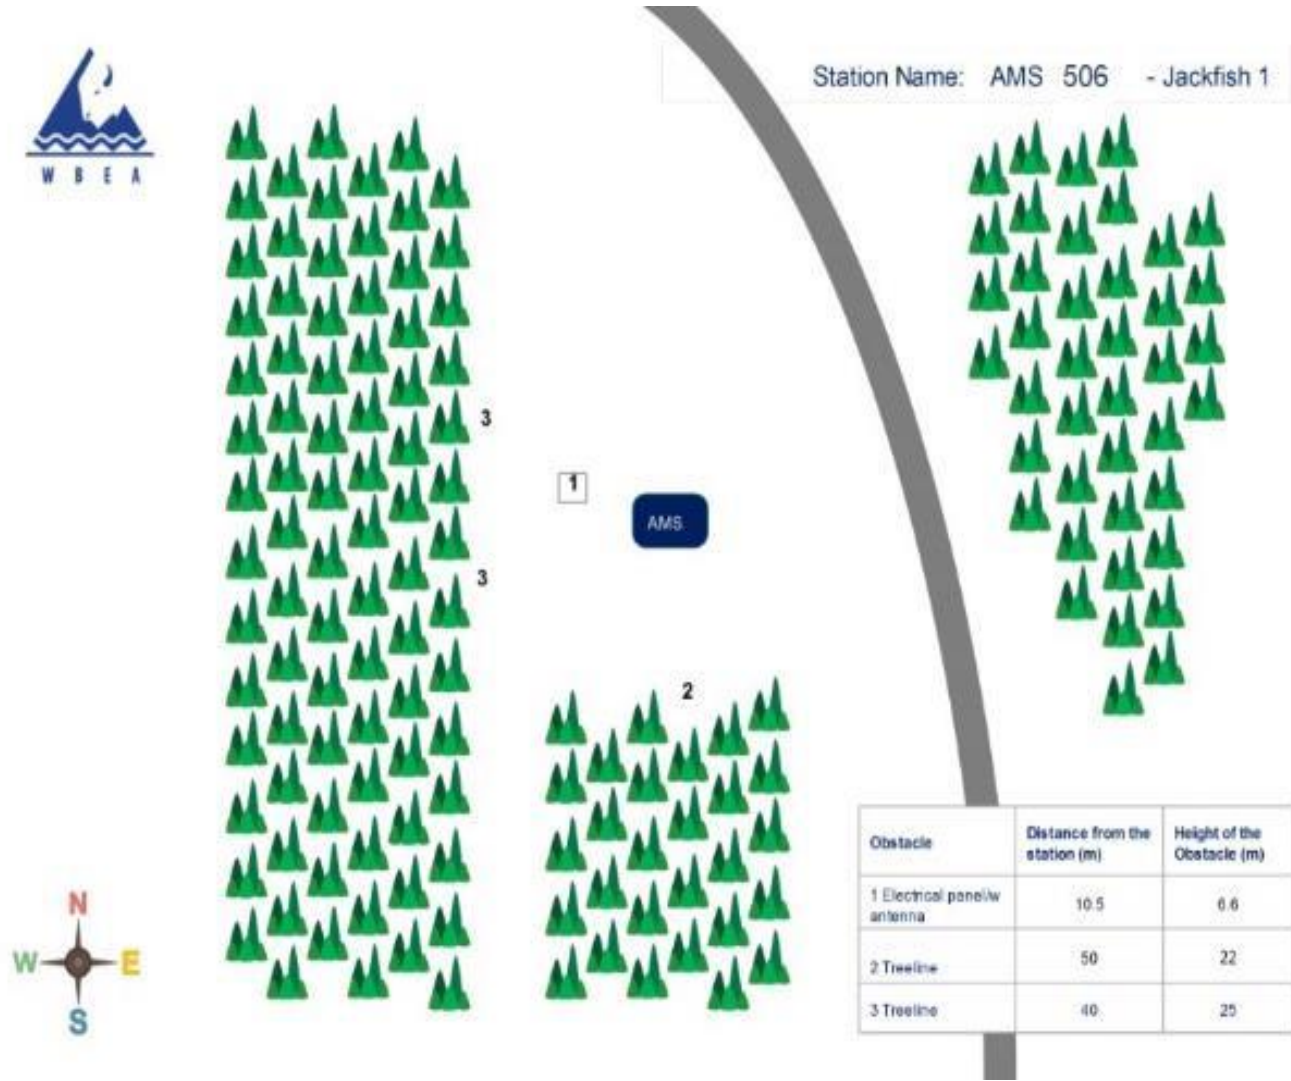 Station Name: AMS 506 - Jackfish 1
W B E A
3
1
AMS
3
2
Obstacle
Distance from the
station (m)
Height of the
Obstacle (m)
1 Electrical panel/w
antenna
10.5
6.6
2 Treeline
50
22
3 Treeline
40
25
N
W
E
S